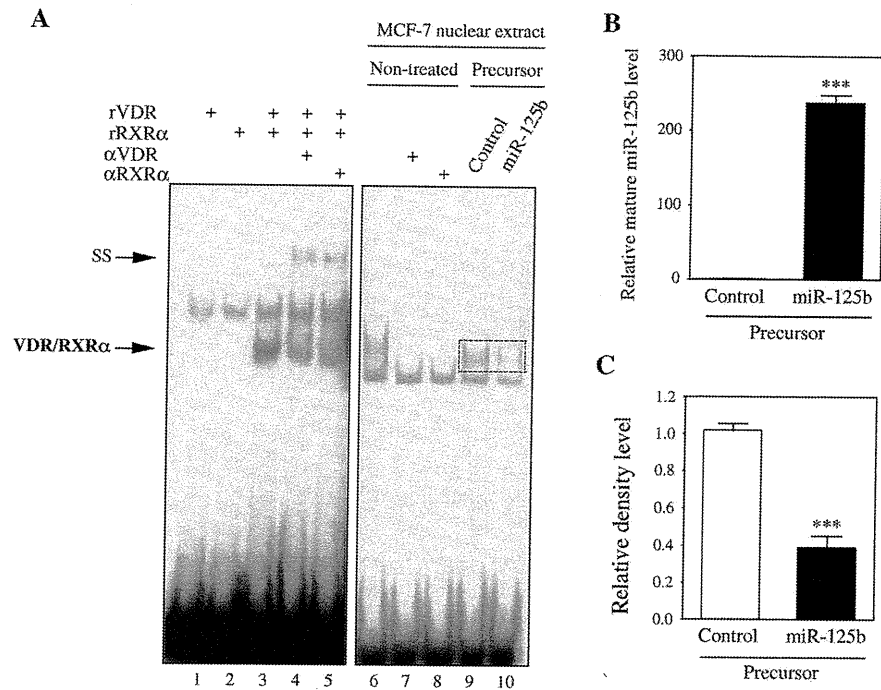 A
MCF-7 nuclear extract
Non-treated Precursor
rVDR + + + +
rRXRα + + + +
αVDR + +
αRXRα + +
Control
miR-125b
SS
VDR/RXRα
1 2 3 4 5 6 7 8 9 10
B
Relative mature miR-125b level
300
200
100
0
***
Control miR-125b
Precursor
C
Relative density level
1.2
1.0
0.8
0.6
0.4
0.2
0.0
***
Control miR-125b
Precursor